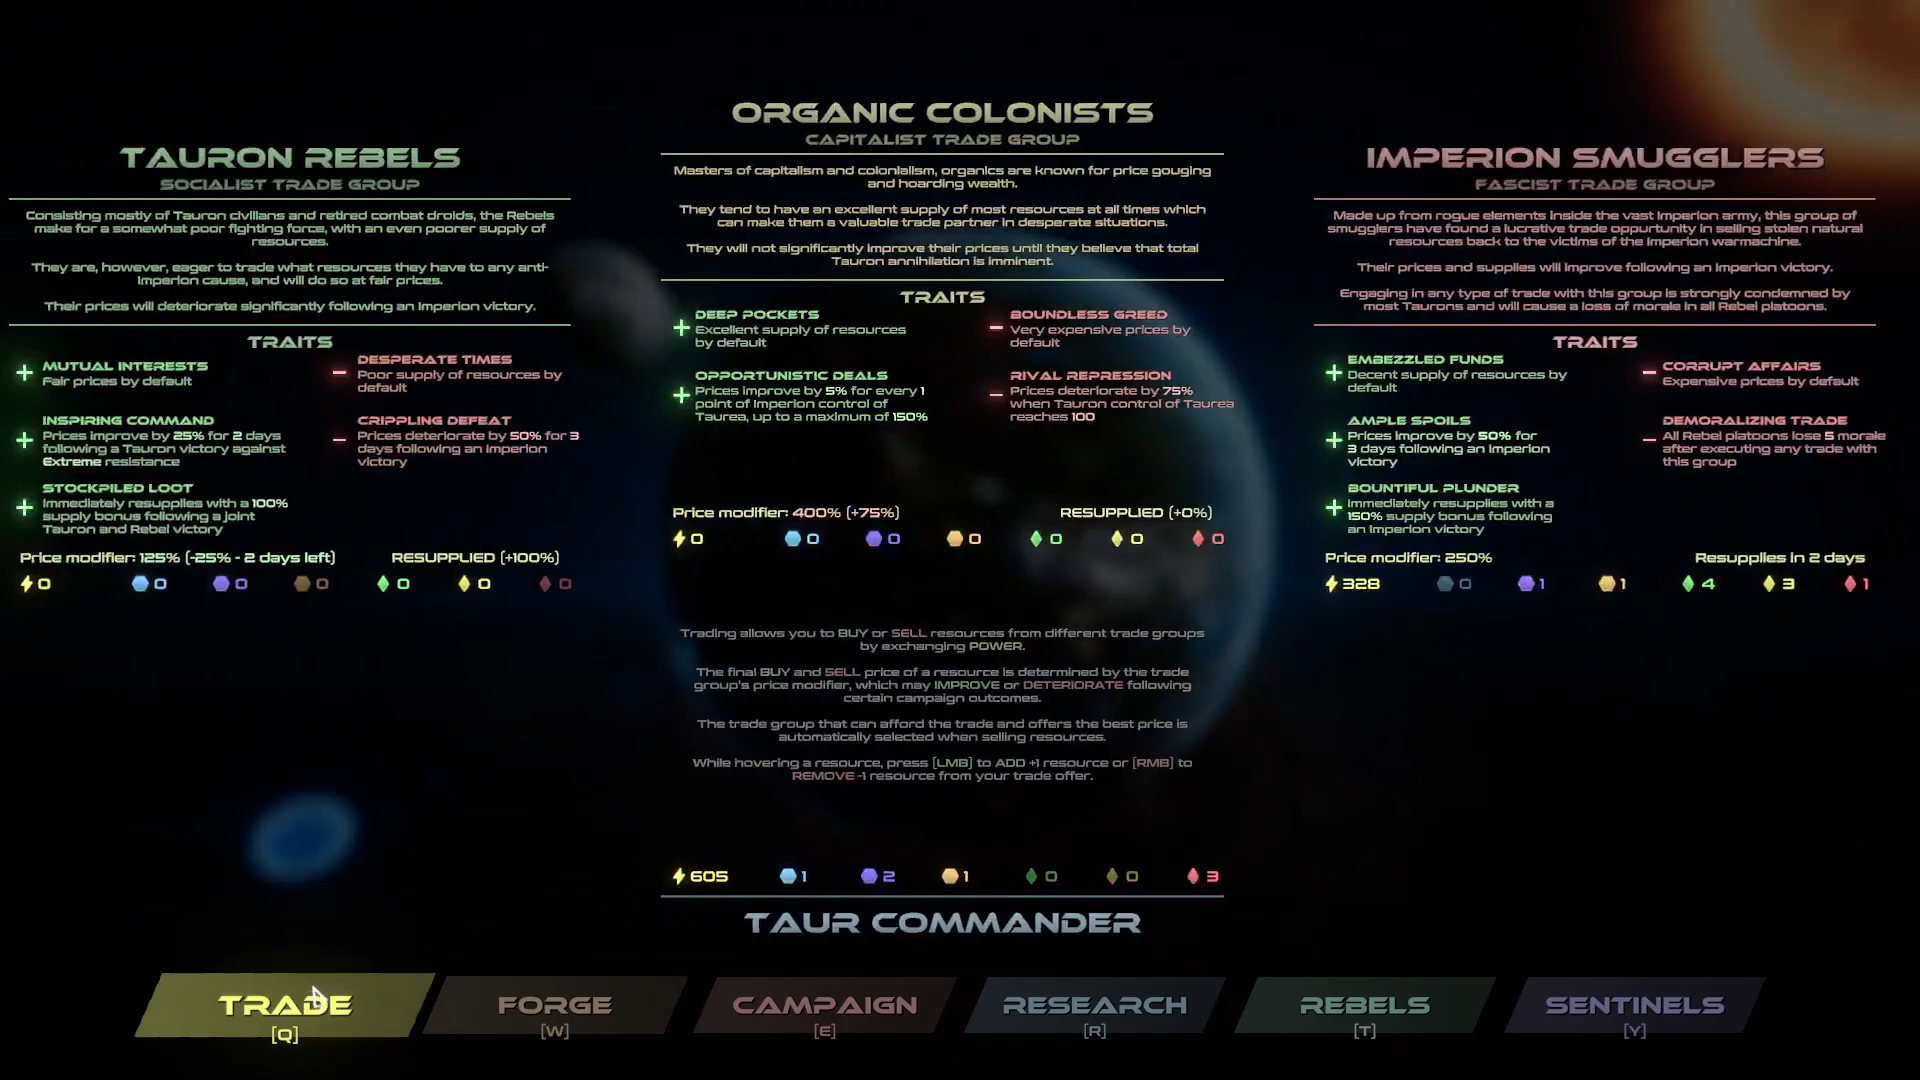 TAURON REBELS
SOCIALIST TRADE GROUP
Consisting mostly of Tauron civilians and retired combat droids, the Rebels
make for a somewhat poor fighting force, with an even poorer supply of
resources.
They are, however, eager to trade what resources they have to any anti-
Imperion cause, and will do so at fair prices.
Their prices will deteriorate significantly following an Imperion victory.
TRAITS
MUTUAL INTERESTS
Fair prices by default
INSPIRING COMMAND
Prices improve by 25% for 2 days
following a Tauron victory against
Extreme resistance
STOCKPILED LOOT
Immediately resupplies with a 100%
supply bonus following a joint
Tauron and Rebel victory
DESPERATE TIMES
Poor supply of resources by
default
CRIPPLING DEFEAT
Prices deteriorate by 50% for 3
days following an Imperion
victory
Price modifier: 125% (-25% - 2 days left)
RESUPPLIED (+100%)
0 0 0 0 0 0 0
ORGANIC COLONISTS
CAPITALIST TRADE GROUP
Masters of capitalism and colonialism, organics are known for price gouging
and hoarding wealth.
They tend to have an excellent supply of most resources at all times which
can make them a valuable trade partner in desperate situations.
They will not significantly improve their prices until they believe that total
Tauron annihilation is imminent.
TRAITS
DEEP POCKETS
Excellent supply of resources
by default
OPPORTUNISTIC DEALS
Prices improve by 5% for every 1
point of Imperion control of
Taurea, up to a maximum of 150%
BOUNDLESS GREED
Very expensive prices by
default
RIVAL REPRESSION
Prices deteriorate by 75%
when Tauron control of Taurea
reaches 100
Price modifier: 400% (+75%)
RESUPPLIED (+0%)
0 0 0 0 0 0 0
Trading allows you to BUY or SELL resources from different trade groups
by exchanging POWER.
The final BUY and SELL price of a resource is determined by the trade
group's price modifier, which may IMPROVE or DETERIORATE following
certain campaign outcomes.
The trade group that can afford the trade and offers the best price is
automatically selected when selling resources.
While hovering a resource, press [LMB] to ADD +1 resource or [RMB] to
REMOVE -1 resource from your trade offer.
605 1 2 1 0 0 3
TAUR COMMANDER
IMPERION SMUGGLERS
FASCIST TRADE GROUP
Made up from rogue elements inside the vast Imperion army, this group of
smugglers have found a lucrative trade opportunity in selling stolen natural
resources back to the victims of the Imperion warmachine.
Their prices and supplies will improve following an Imperion victory.
Engaging in any type of trade with this group is strongly condemned by
most Taurons and will cause a loss of morale in all Rebel platoons.
TRAITS
EMBEZZLED FUNDS
Decent supply of resources by
default
AMPLE SPOILS
Prices improve by 50% for
3 days following an Imperion
victory
BOUNTIFUL PLUNDER
Immediately resupplies with a
150% supply bonus following
an Imperion victory
CORRUPT AFFAIRS
Expensive prices by default
DEMORALIZING TRADE
All Rebel platoons lose 5 morale
after executing any trade with
this group
Price modifier: 250%
Resupplies in 2 days
328 0 1 1 4 3 1
TRADE
[Q]
FORGE
[W]
CAMPAIGN
[E]
RESEARCH
[R]
REBELS
[T]
SENTINELS
[Y]